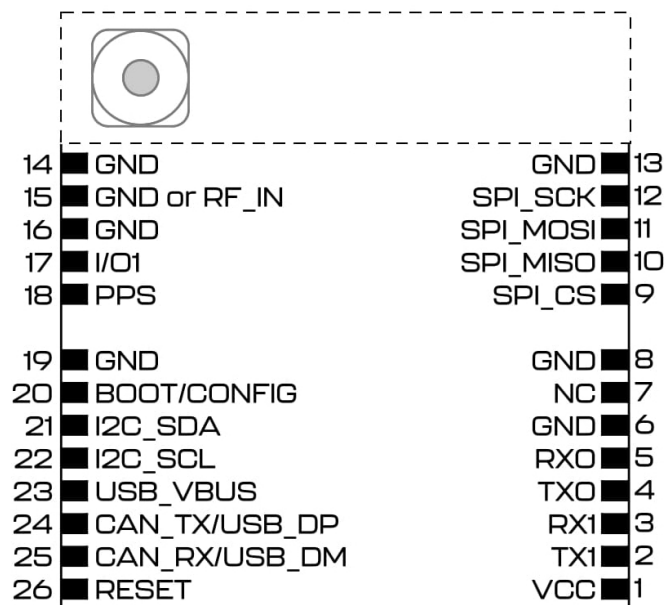 14 GND GND 13
15 GND or RF_IN SPI_SCK 12
16 GND SPI_MOSI 11
17 I/O1 SPI_MISO 10
18 PPS SPI_CS 9
19 GND GND 8
20 BOOT/CONFIG NC 7
21 I2C_SDA GND 6
22 I2C_SCL RX0 5
23 USB_VBUS TX0 4
24 CAN_TX/USB_DP RX1 3
25 CAN_RX/USB_DM TX1 2
26 RESET VCC 1